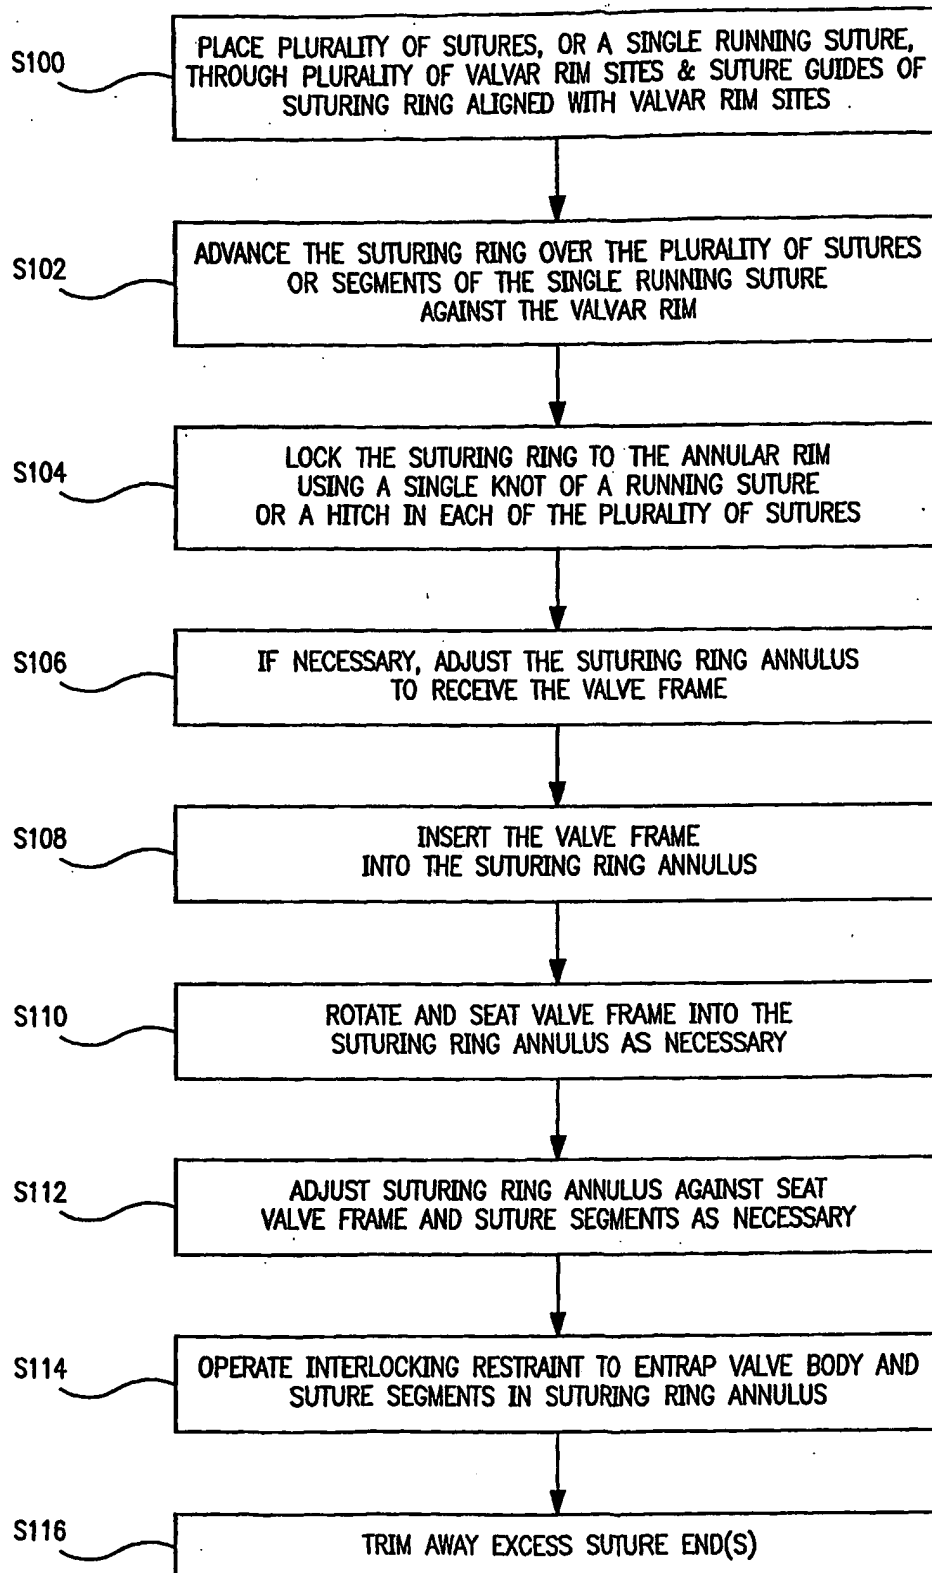 S100
PLACE PLURALITY OF SUTURES, OR A SINGLE RUNNING SUTURE,
THROUGH PLURALITY OF VALVAR RIM SITES & SUTURE GUIDES OF
SUTURING RING ALIGNED WITH VALVAR RIM SITES
S102
ADVANCE THE SUTURING RING OVER THE PLURALITY OF SUTURES
OR SEGMENTS OF THE SINGLE RUNNING SUTURE
AGAINST THE VALVAR RIM
S104
LOCK THE SUTURING RING TO THE ANNULAR RIM
USING A SINGLE KNOT OF A RUNNING SUTURE
OR A HITCH IN EACH OF THE PLURALITY OF SUTURES
S106
IF NECESSARY, ADJUST THE SUTURING RING ANNULUS
TO RECEIVE THE VALVE FRAME
S108
INSERT THE VALVE FRAME
INTO THE SUTURING RING ANNULUS
S110
ROTATE AND SEAT VALVE FRAME INTO THE
SUTURING RING ANNULUS AS NECESSARY
S112
ADJUST SUTURING RING ANNULUS AGAINST SEAT
VALVE FRAME AND SUTURE SEGMENTS AS NECESSARY
S114
OPERATE INTERLOCKING RESTRAINT TO ENTRAP VALVE BODY AND
SUTURE SEGMENTS IN SUTURING RING ANNULUS
S116
TRIM AWAY EXCESS SUTURE END(S)